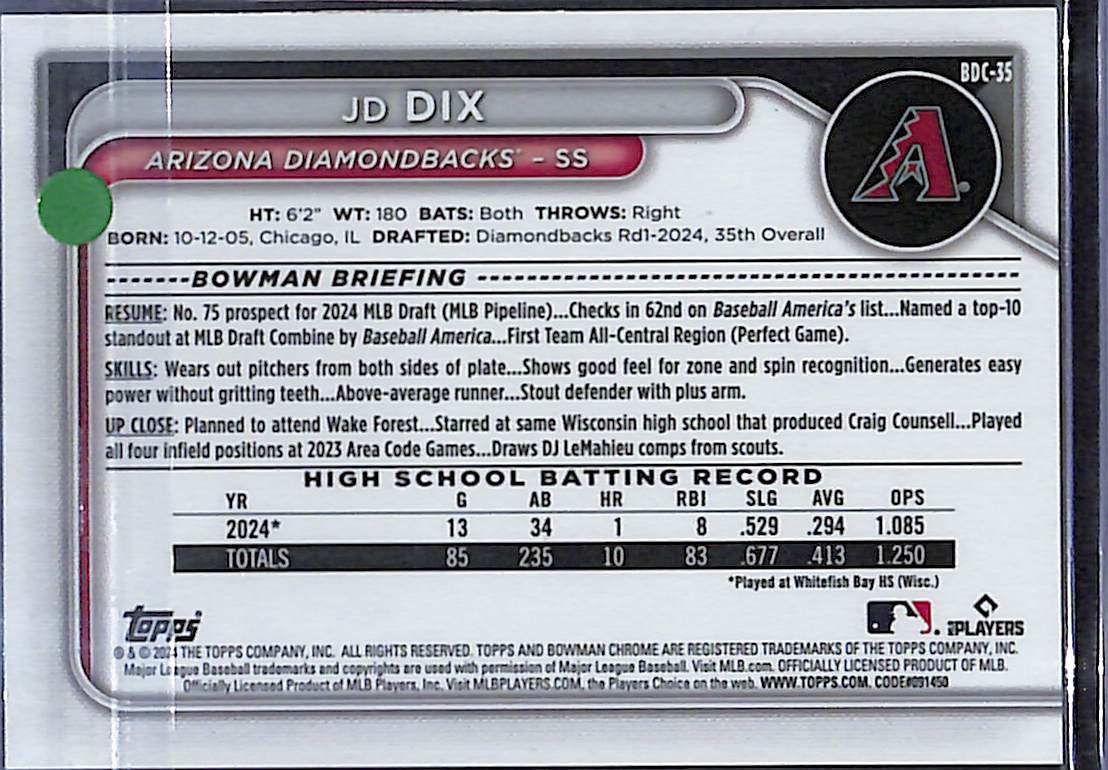 BDC-35
JD DIX
ARIZONA DIAMONDBACKS® – SS
HT: 6'2" WT: 180 BATS: Both THROWS: Right
BORN: 10-12-05, Chicago, IL DRAFTED: Diamondbacks Rd1-2024, 35th Overall
BOWMAN BRIEFING
RESUME: No. 75 prospect for 2024 MLB Draft (MLB Pipeline)...Checks in 62nd on Baseball America's list...Named a top-10
standout at MLB Draft Combine by Baseball America...First Team All-Central Region (Perfect Game).
SKILLS: Wears out pitchers from both sides of plate...Shows good feel for zone and spin recognition...Generates easy
power without gritting teeth...Above-average runner...Stout defender with plus arm.
UP CLOSE: Planned to attend Wake Forest...Starred at same Wisconsin high school that produced Craig Counsell...Played
all four infield positions at 2023 Area Code Games...Draws DJ LeMahieu comps from scouts.
HIGH SCHOOL BATTING RECORD
YR G AB HR RBI SLG AVG OPS
2024* 13 34 1 8 .529 .294 1.085
TOTALS 85 235 10 83 .677 .413 1.250
*Played at Whitefish Bay HS (Wisc.)
Topps
MLB PLAYERS
® & © 2024 THE TOPPS COMPANY, INC. ALL RIGHTS RESERVED. TOPPS AND BOWMAN CHROME ARE REGISTERED TRADEMARKS OF THE TOPPS COMPANY, INC.
Major League Baseball trademarks and copyrights are used with permission of Major League Baseball. Visit MLB.com. OFFICIALLY LICENSED PRODUCT OF MLB.
Officially Licensed Product of MLB Players, Inc. Visit MLBPLAYERS.COM, the Players Choice on the web. WWW.TOPPS.COM. CODE#091450